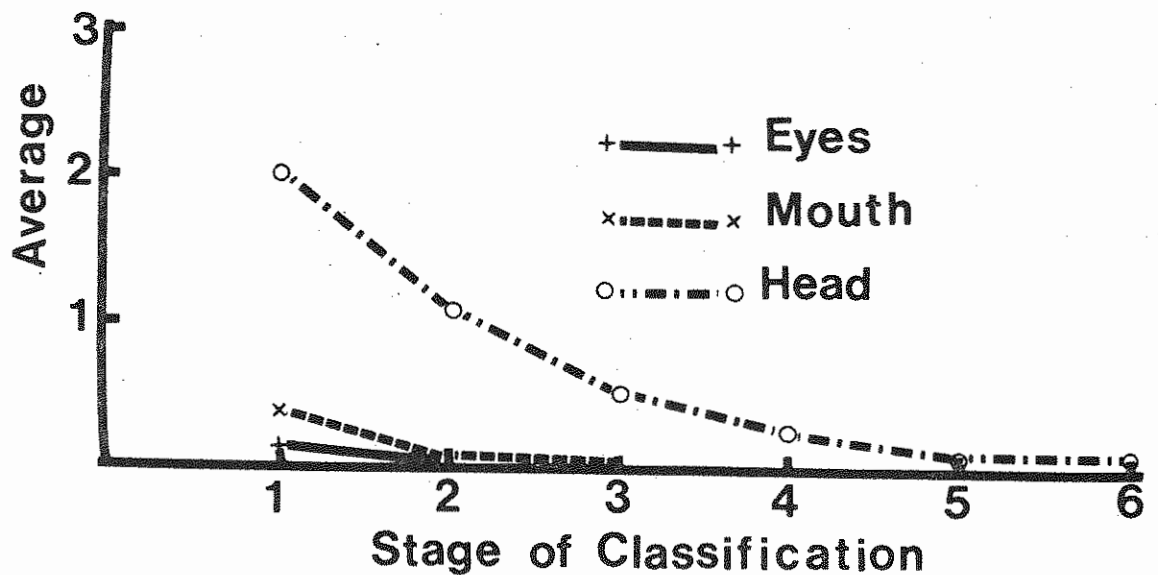 3
2
1
Average
+ + Eyes
× × Mouth
Head
1 2 3 4 5 6
Stage of Classification